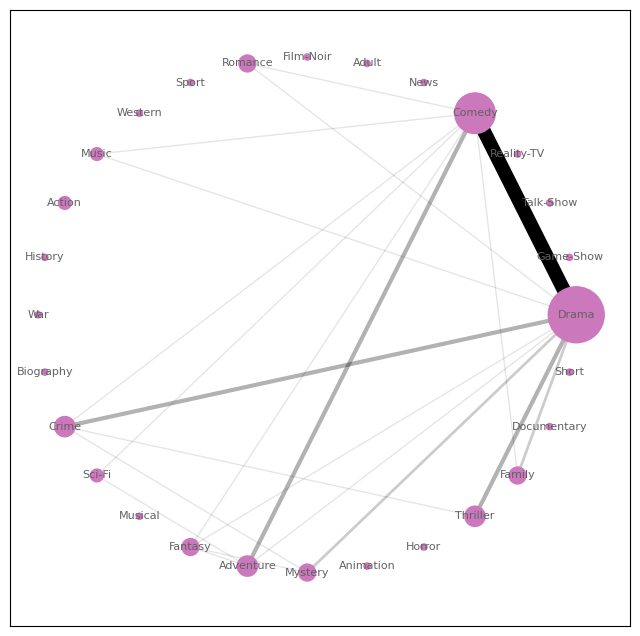 Film-Noir
Romance
Adult
Sport
News
Western
Comedy
Music
Reality-TV
Action
Talk-Show
History
Game-Show
War
Drama
Biography
Short
Crime
Documentary
Sci-Fi
Family
Musical
Thriller
Fantasy
Horror
Adventure
Animation
Mystery